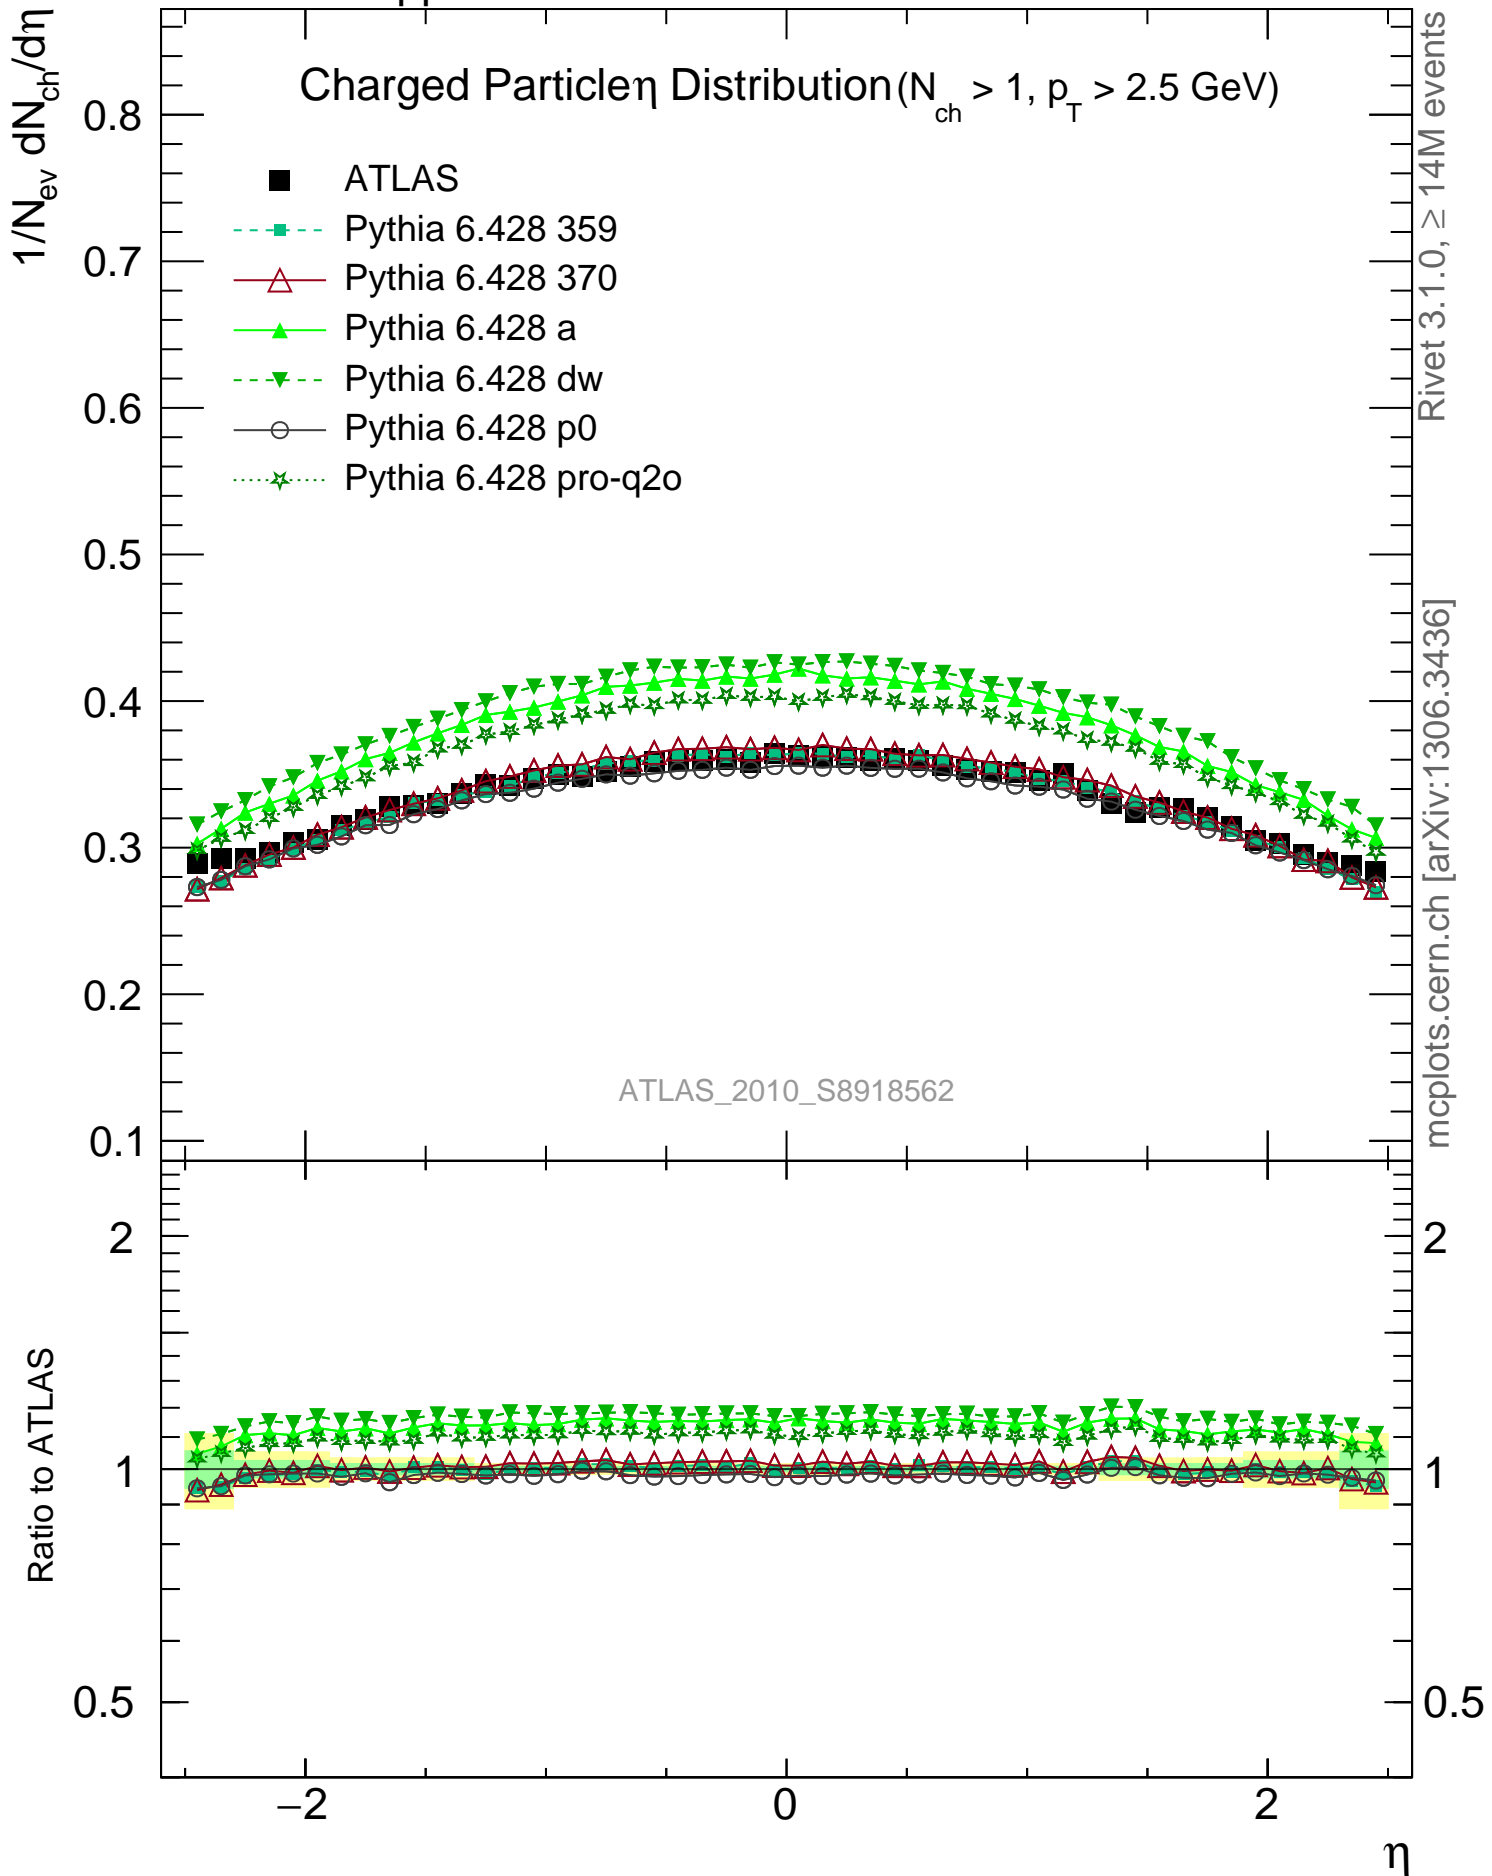 1/N_ev dN_ch/dη
Charged Particle η Distribution (N_ch > 1, p_T > 2.5 GeV)
ATLAS
Pythia 6.428 359
Pythia 6.428 370
Pythia 6.428 a
Pythia 6.428 dw
Pythia 6.428 p0
Pythia 6.428 pro-q2o
0.8
0.7
0.6
0.5
0.4
0.3
0.2
0.1
ATLAS_2010_S8918562
Rivet 3.1.0, ≥ 14M events
mcplots.cern.ch [arXiv:1306.3436]
Ratio to ATLAS
2
1
0.5
2
1
0.5
−2
0
2
η